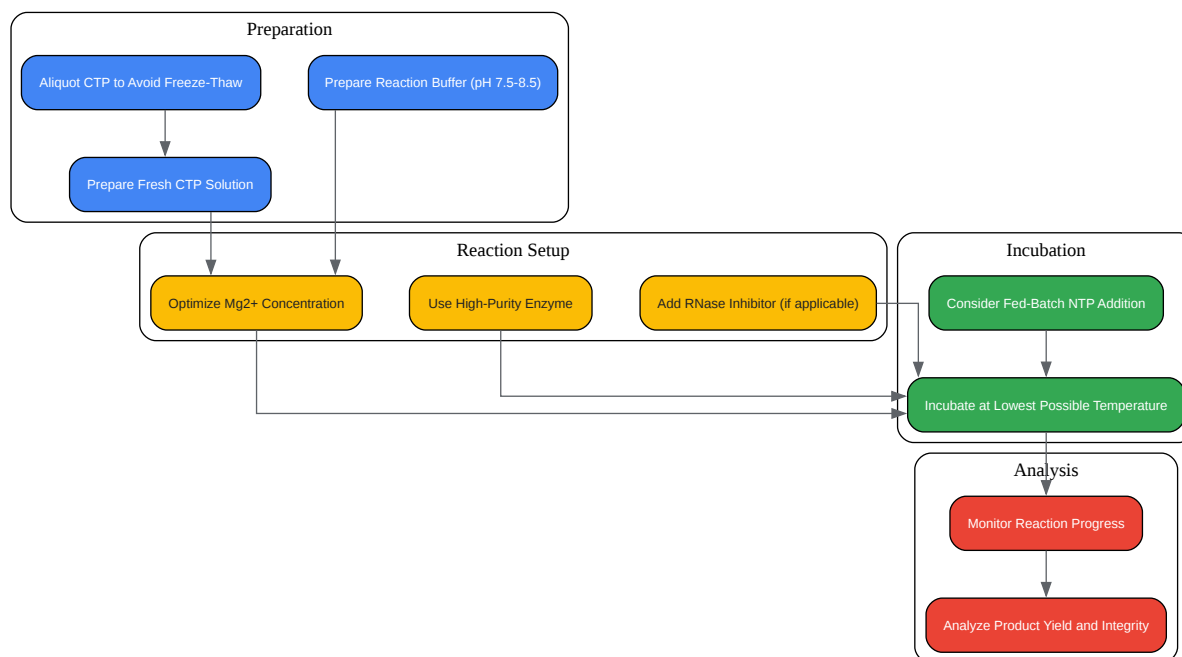 Preparation
Aliquot CTP to Avoid Freeze-Thaw
Prepare Reaction Buffer (pH 7.5-8.5)
Prepare Fresh CTP Solution
Reaction Setup
Optimize Mg2+ Concentration
Use High-Purity Enzyme
Add RNase Inhibitor (if applicable)
Incubation
Consider Fed-Batch NTP Addition
Incubate at Lowest Possible Temperature
Analysis
Monitor Reaction Progress
Analyze Product Yield and Integrity